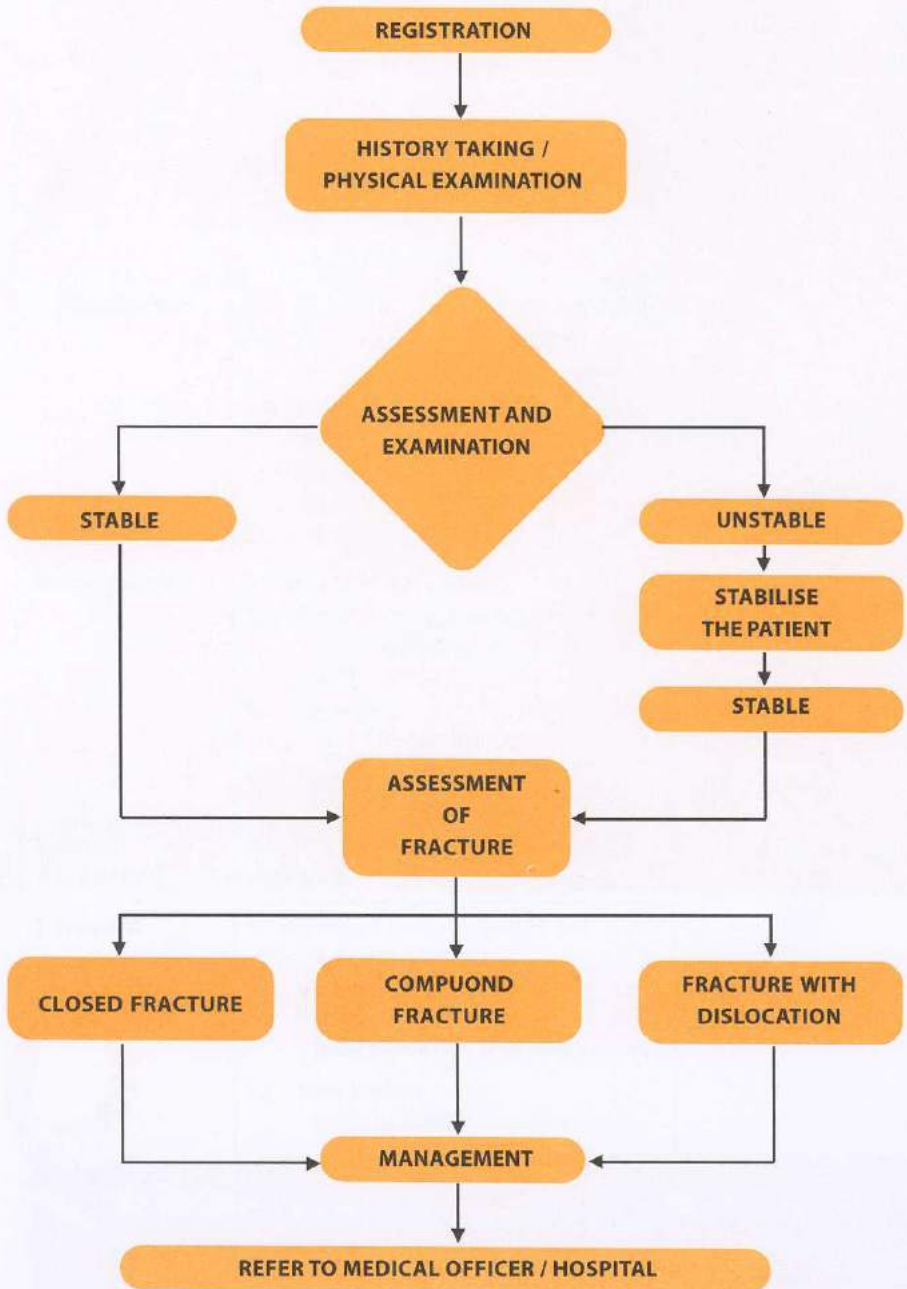 REGISTRATION
HISTORY TAKING /
PHYSICAL EXAMINATION
ASSESSMENT AND
EXAMINATION
STABLE
UNSTABLE
STABILISE
THE PATIENT
STABLE
ASSESSMENT
OF
FRACTURE
CLOSED FRACTURE
COMPUOND
FRACTURE
FRACTURE WITH
DISLOCATION
MANAGEMENT
REFER TO MEDICAL OFFICER / HOSPITAL